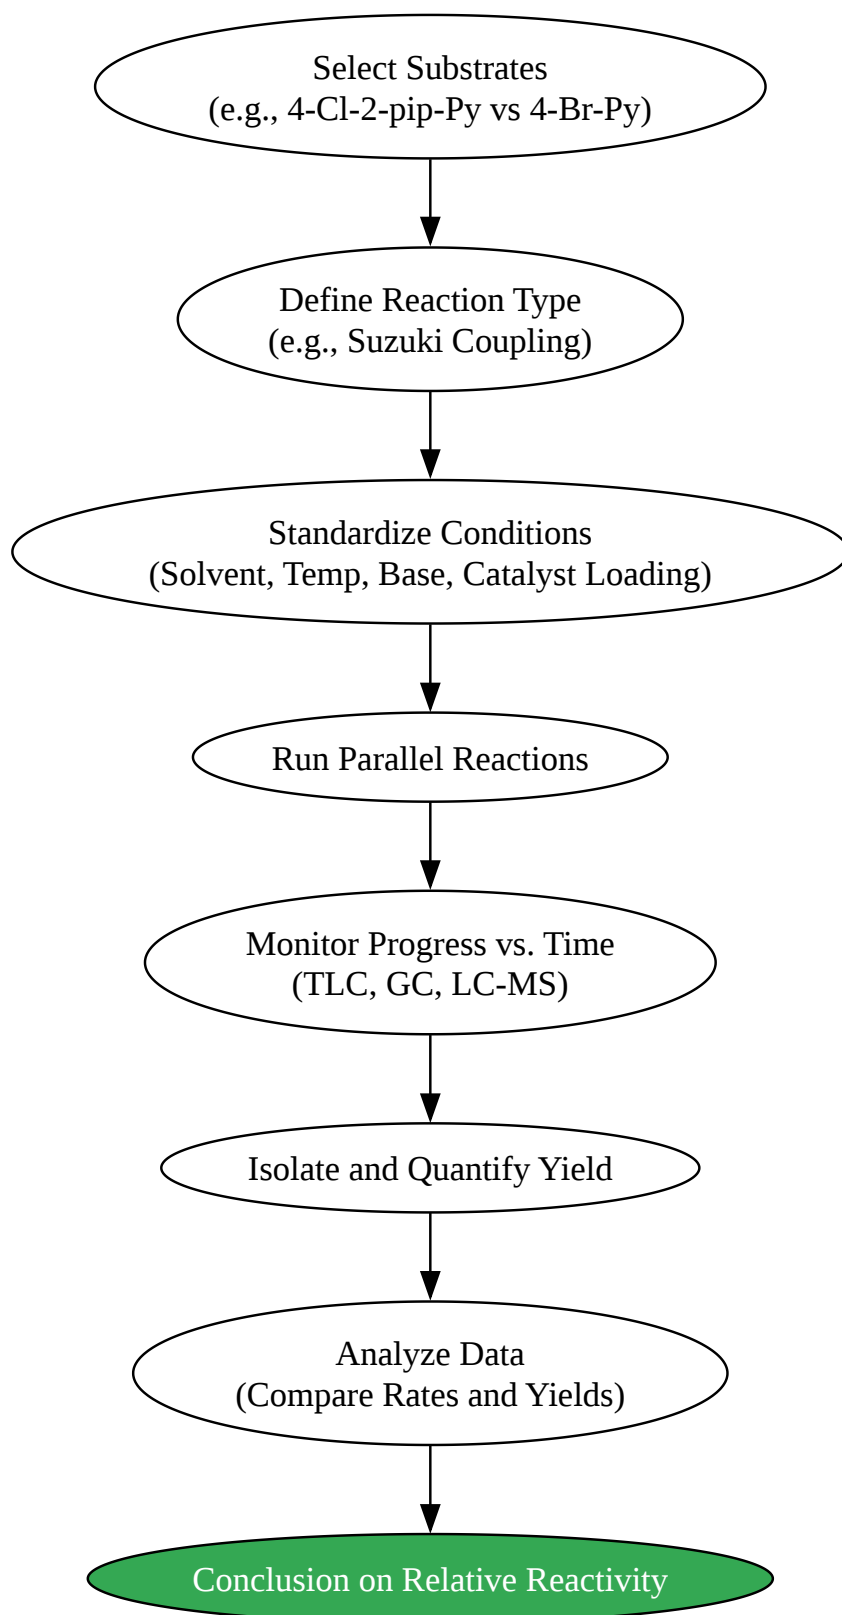 Select Substrates
(e.g., 4-Cl-2-pip-Py vs 4-Br-Py)
Define Reaction Type
(e.g., Suzuki Coupling)
Standardize Conditions
(Solvent, Temp, Base, Catalyst Loading)
Run Parallel Reactions
Monitor Progress vs. Time
(TLC, GC, LC-MS)
Isolate and Quantify Yield
Analyze Data
(Compare Rates and Yields)
Conclusion on Relative Reactivity